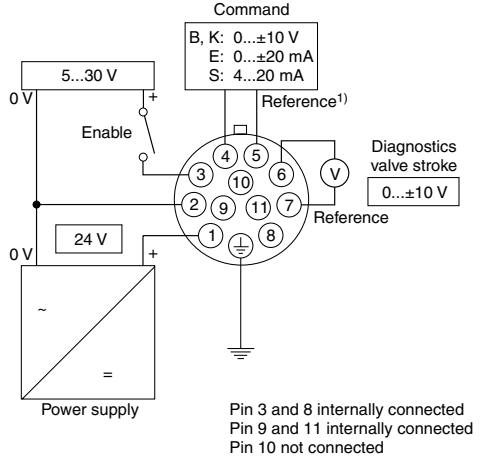 Command
B, K: 0...±10 V
E: 0...±20 mA
S: 4...20 mA
5...30 V
0 V
+
Reference1)
Enable
Diagnostics
valve stroke
0...±10 V
V
4
5
3
6
10
2
9
11
7
Reference
1
8
24 V
0 V
+
~
=
Power supply
Pin 3 and 8 internally connected
Pin 9 and 11 internally connected
Pin 10 not connected